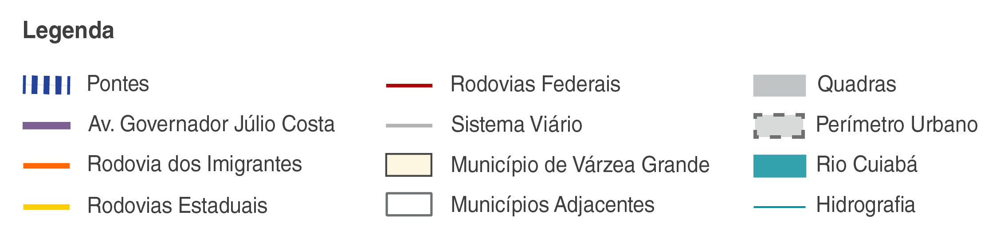 Legenda
Pontes
Av. Governador Júlio Costa
Rodovia dos Imigrantes
Rodovias Estaduais
Rodovias Federais
Sistema Viário
Município de Várzea Grande
Municípios Adjacentes
Quadras
Perímetro Urbano
Rio Cuiabá
Hidrografia